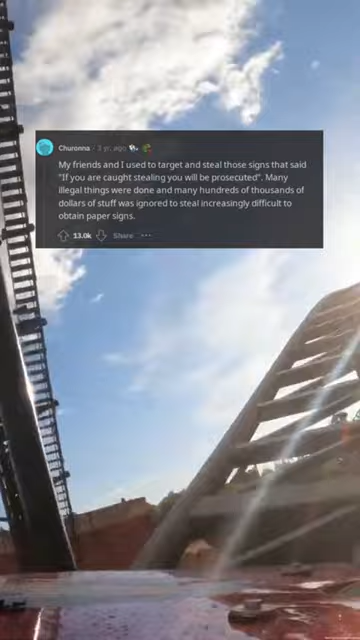 Churonna · 3 yr. ago
My friends and I used to target and steal those signs that said
"If you are caught stealing you will be prosecuted". Many
illegal things were done and many hundreds of thousands of
dollars of stuff was ignored to steal increasingly difficult to
obtain paper signs.
13.0k Share ···